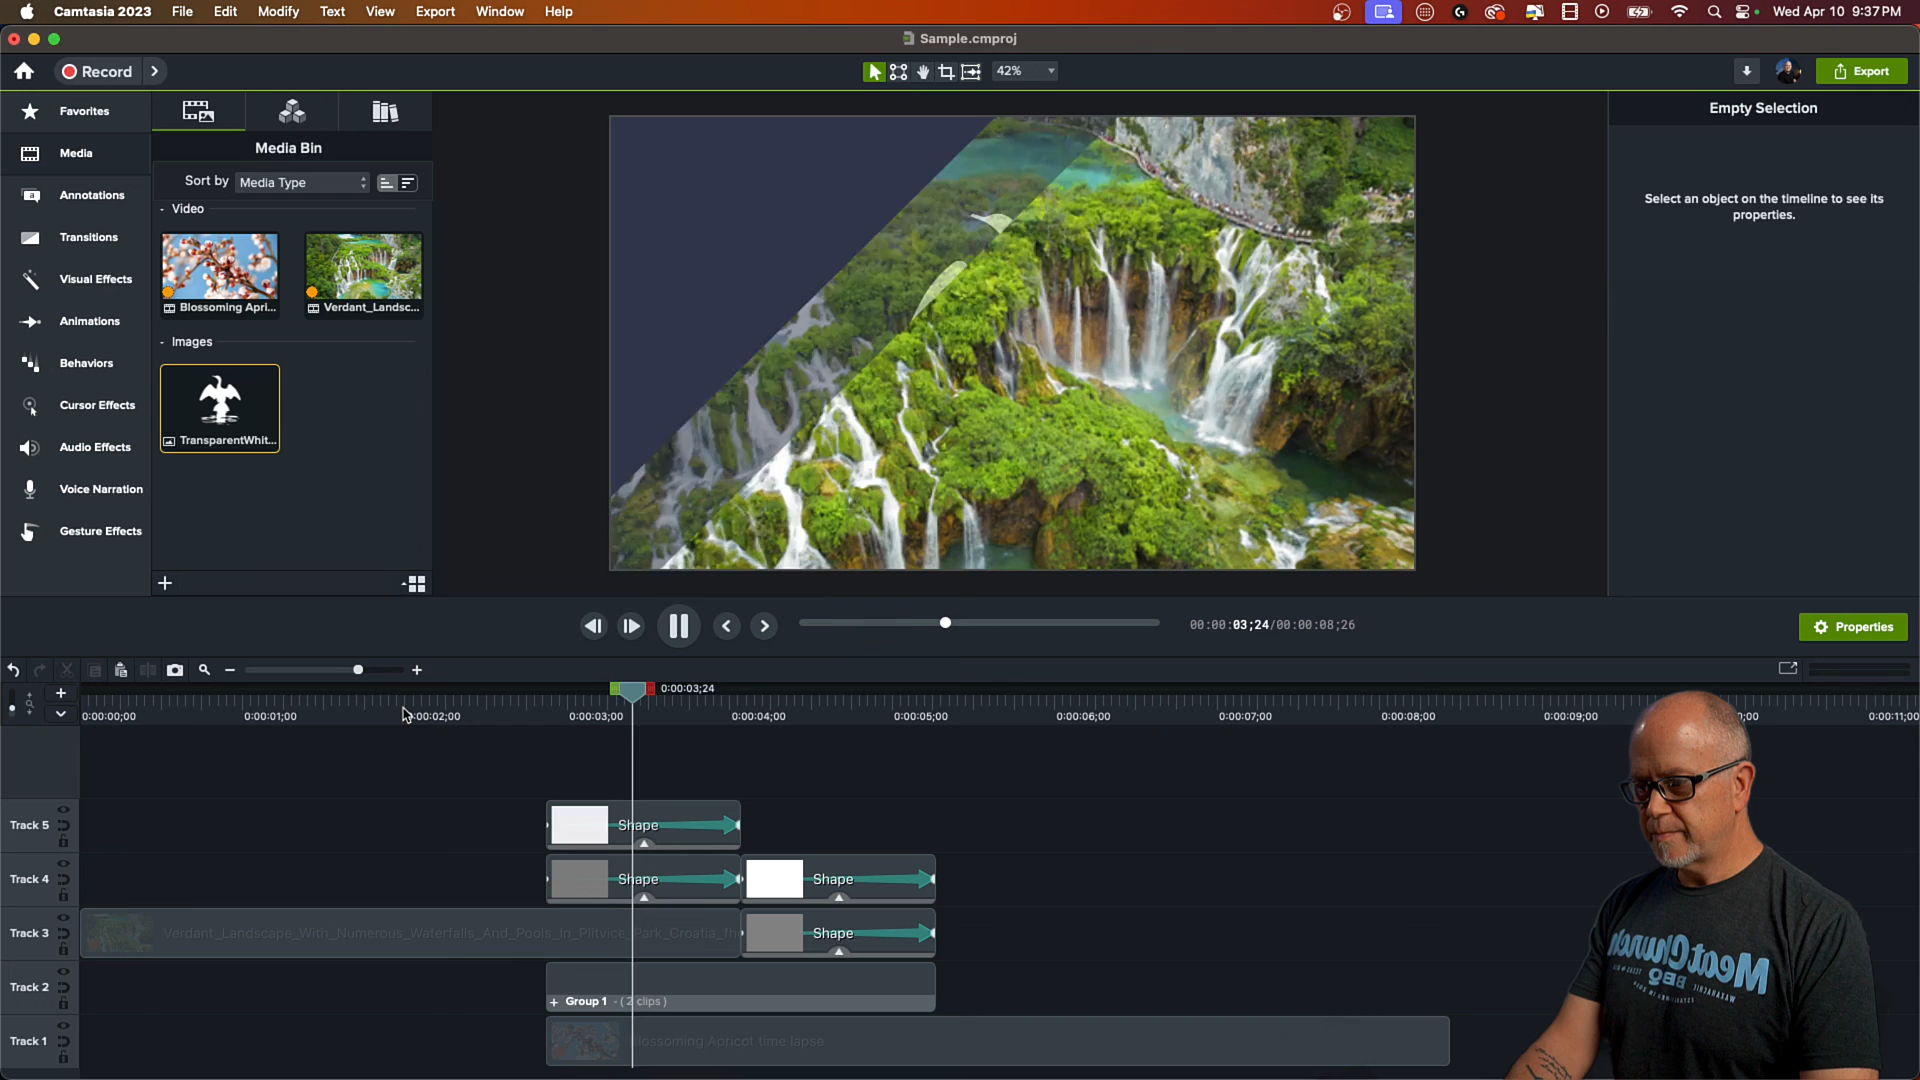 Camtasia 2023 File Edit Modify Text View Export Window Help Wed Apr 10 9:37 PM
Sample.cmproj
Record 42% Export
Favorites
Media
Annotations
Transitions
Visual Effects
Animations
Behaviors
Cursor Effects
Audio Effects
Voice Narration
Gesture Effects
Media Bin
Sort by Media Type
Video
Blossoming Apri... Verdant_Landsc...
Images
TransparentWhit...
Empty Selection
Select an object on the timeline to see its
properties.
00:00:03;24/00:00:08;26
Properties
0:00:03;24
0:00:00;00 0:00:01;00 0:00:02;00 0:00:03;00 0:00:04;00 0:00:05;00 0:00:06;00 0:00:07;00 0:00:08;00 0:00:09;00 0:00:11;00
Track 5 Shape
Track 4 Shape Shape
Track 3 Verdant_Landscape_With_Numerous_Waterfalls_And_Pools_In_Plitvice_Park_Croatia Shape
Track 2
Group 1 - ( 2 clips )
Track 1 Blossoming Apricot time lapse
MeatChurch
BBQ